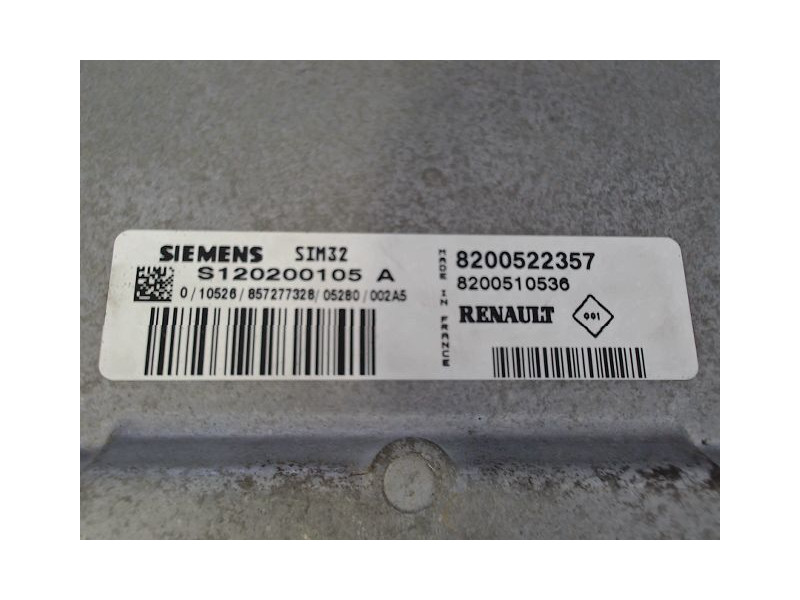 SIEMENS SIM32
S120200105 A
0/10526/857277328/05280/002A5
MADE IN FRANCE
8200522357
8200510536
RENAULT 001